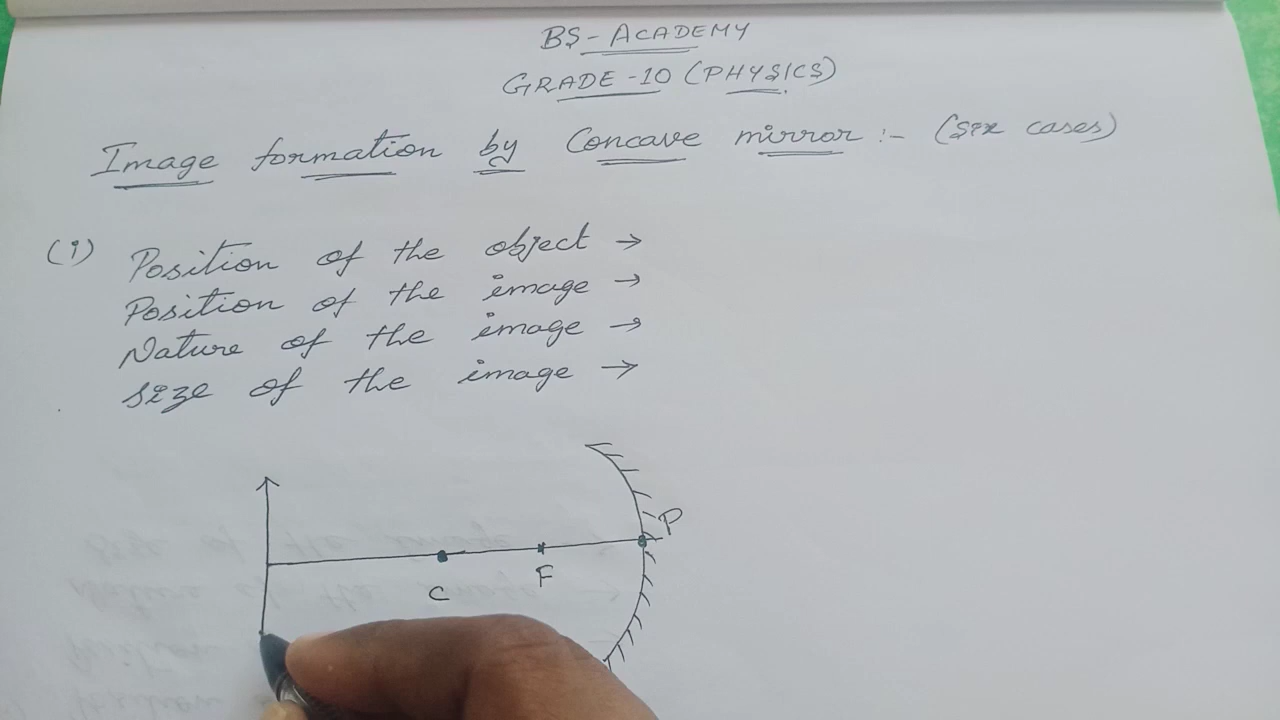 BS-ACADEMY
GRADE-10 (PHYSICS)
Image formation by Concave mirror :- (Six cases)
(i) Position of the object →
Position of the image →
Nature of the image →
Size of the image →
P
C F